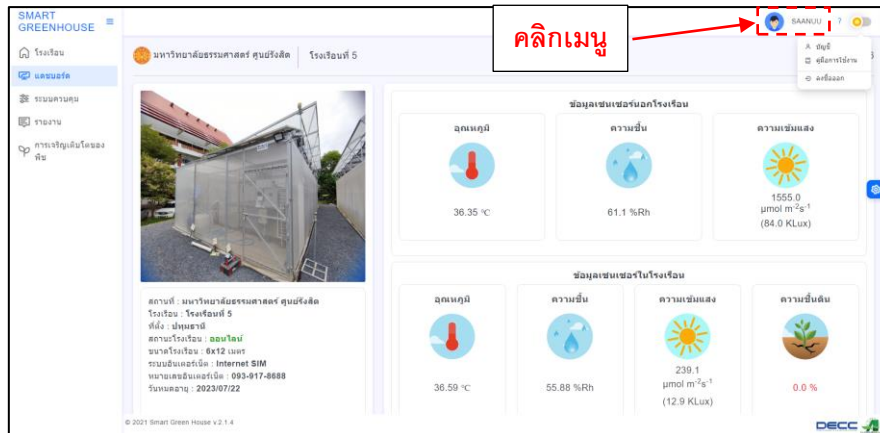 SMART
GREENHOUSE
คลิกเมนู
SAANUU
?
บัญชี
คู่มือการใช้งาน
ลงชื่อออก
โรงเรือน
แดชบอร์ด
ระบบควบคุม
รายงาน
การเจริญเติบโตของ
พืช
มหาวิทยาลัยธรรมศาสตร์ ศูนย์รังสิต
โรงเรือนที่ 5
ข้อมูลเซนเซอร์นอกโรงเรือน
อุณหภูมิ
ความชื้น
ความเข้มแสง
36.35 ℃
61.1 %Rh
1555.0
µmol m⁻²s⁻¹
(84.0 KLux)
สถานที่ : มหาวิทยาลัยธรรมศาสตร์ ศูนย์รังสิต
โรงเรือน : โรงเรือนที่ 5
ที่ตั้ง : ปทุมธานี
สถานะโรงเรือน : ออนไลน์
ขนาดโรงเรือน : 6x12 เมตร
ระบบอินเตอร์เน็ต : Internet SIM
หมายเลขอินเตอร์เน็ต : 093-917-8688
วันหมดอายุ : 2023/07/22
ข้อมูลเซนเซอร์ในโรงเรือน
อุณหภูมิ
ความชื้น
ความเข้มแสง
ความชื้นดิน
36.59 ℃
55.88 %Rh
239.1
µmol m⁻²s⁻¹
(12.9 KLux)
0.0 %
© 2021 Smart Green House v.2.1.4
DECC